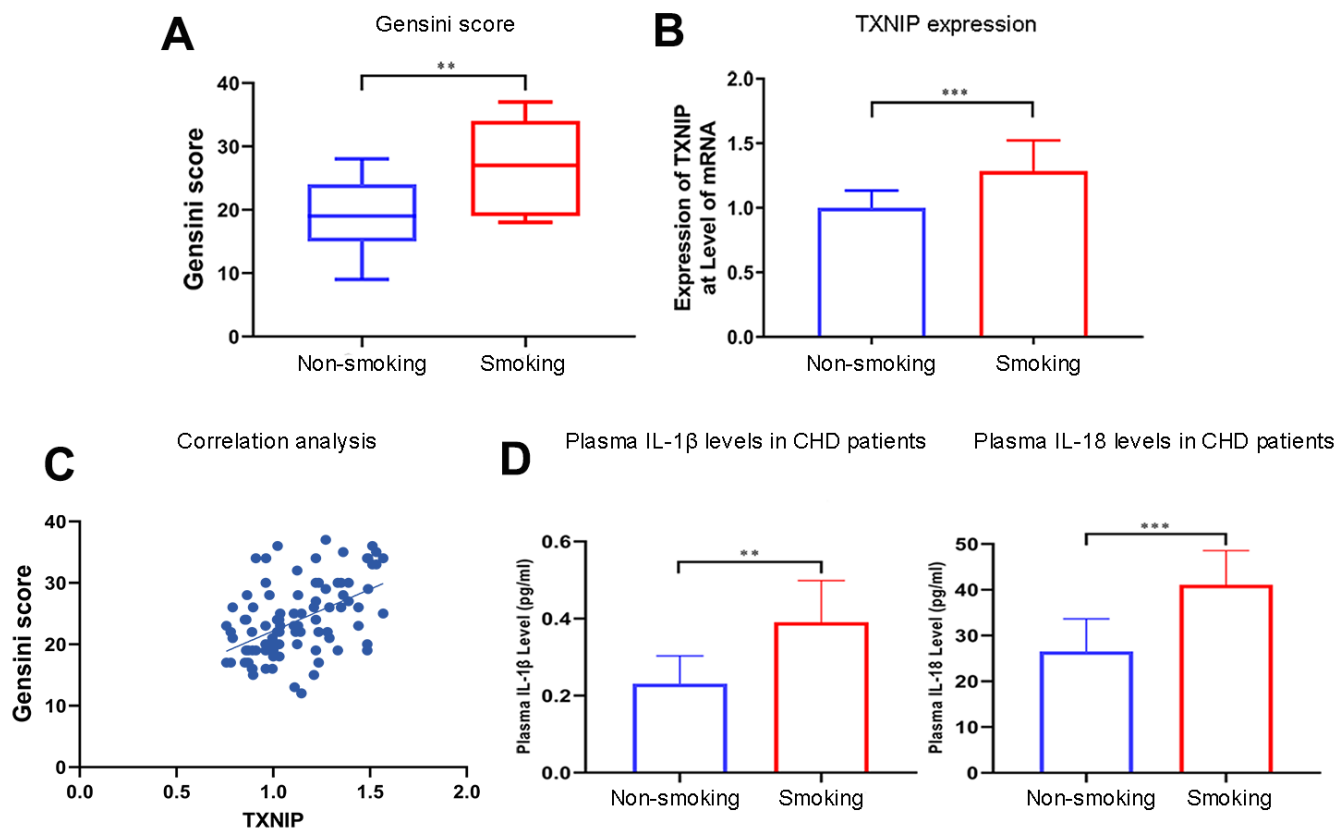 A
Gensini score
**
Gensini score
40
30
20
10
0
Non-smoking
Smoking
B
TXNIP expression
***
Expression of TXNIP
at Level of mRNA
2.0
1.5
1.0
0.5
0.0
Non-smoking
Smoking
C
Correlation analysis
Gensini score
40
30
20
10
0
0.0
0.5
1.0
1.5
2.0
TXNIP
D
Plasma IL-1β levels in CHD patients
**
Plasma IL-1β Level (pg/ml)
0.6
0.4
0.2
0.0
Non-smoking
Smoking
Plasma IL-18 levels in CHD patients
***
Plasma IL-18 Level (pg/ml)
50
40
30
20
10
0
Non-smoking
Smoking